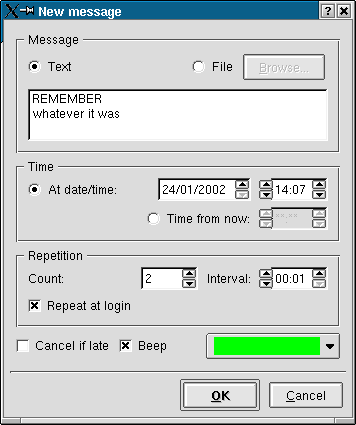 New message
Message
Text File Browse...
REMEMBER
whatever it was
Time
At date/time: 24/01/2002 14:07
Time from now: **:**
Repetition
Count: 2 Interval: 00:01
Repeat at login
Cancel if late Beep
OK Cancel